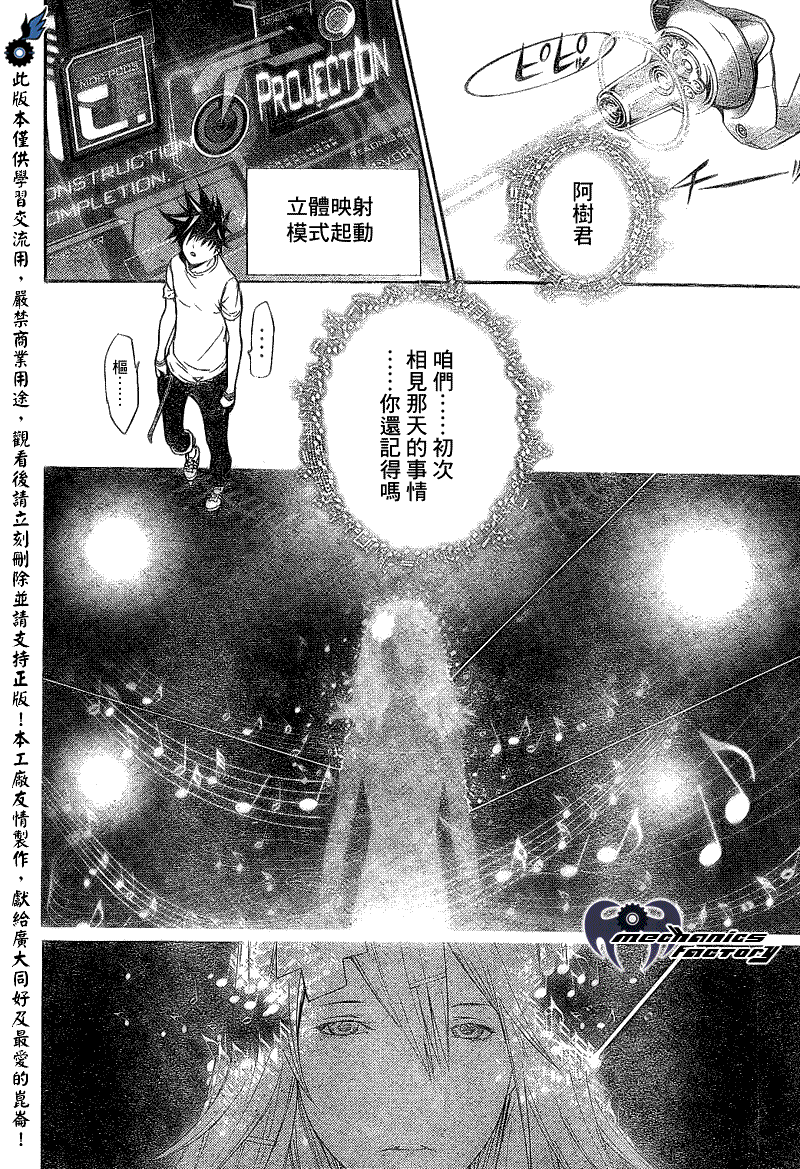 ピピッ
阿樹君
チーッ
PROJECTION
CONSTRUCTION
COMPLETION.
立體映射
模式起動
‥‥
樞……
咱們……初次
相見那天的事情
……你還記得嗎
mechanics
factory
此版本僅供學習交流用，嚴禁商業用途，觀看後請立刻刪除並請支持正版！本工廠友情製作，獻給廣大同好及最愛的崑崙！